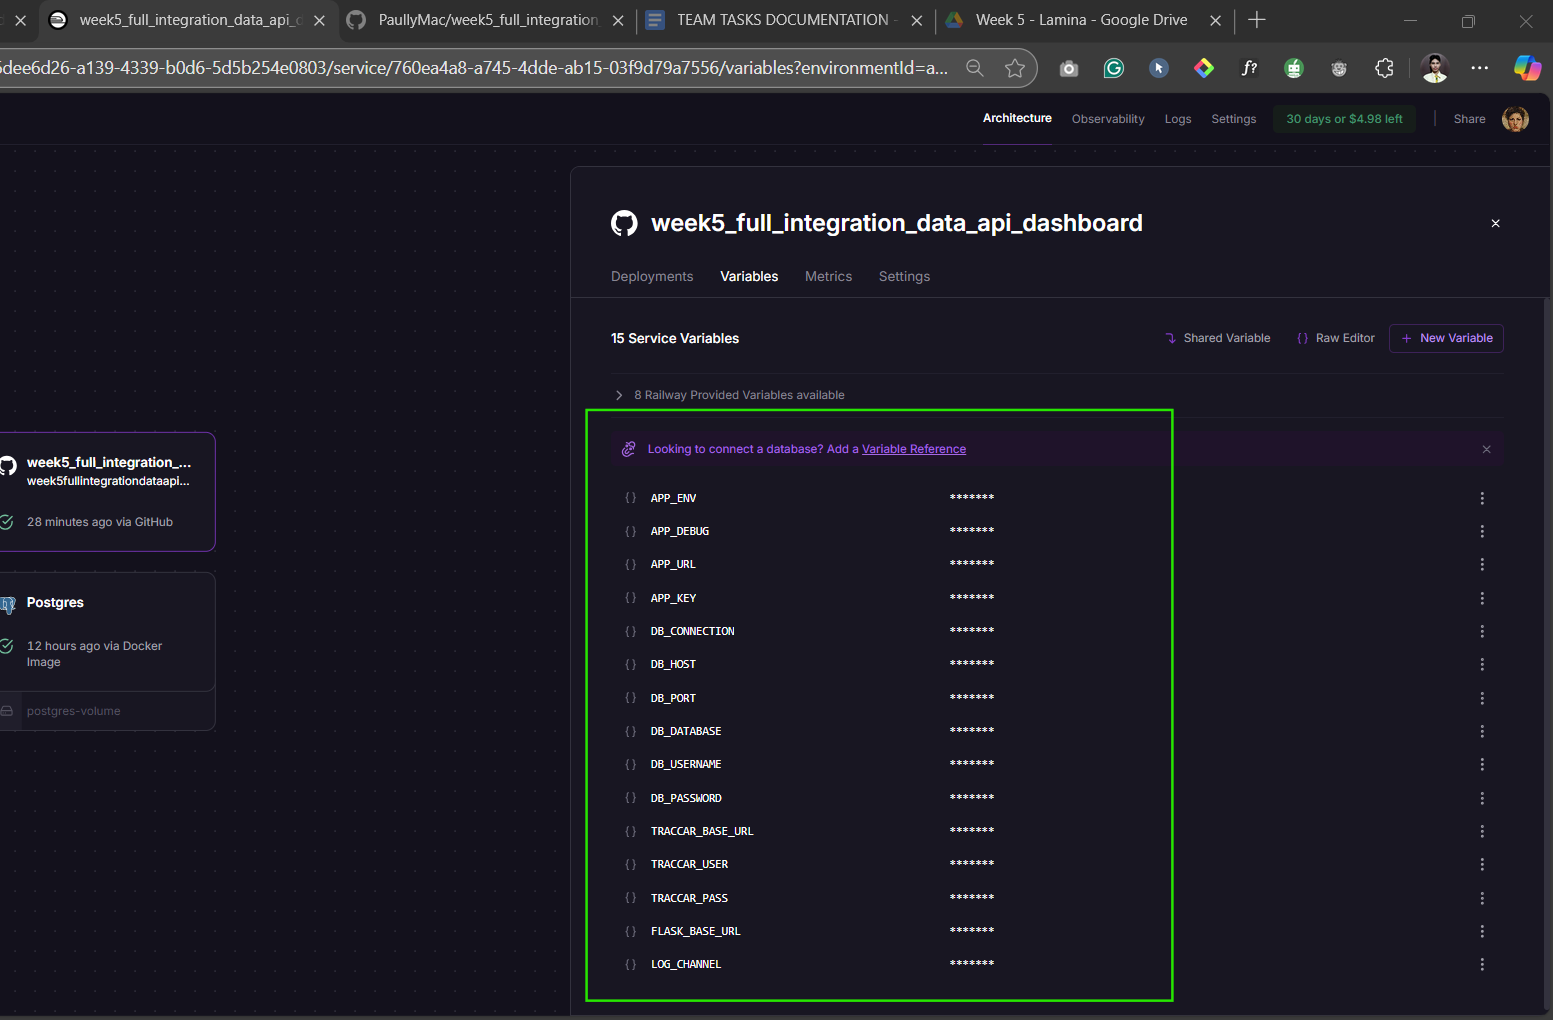 week5_full_integration_data_api_d
PaullyMac/week5_full_integration
TEAM TASKS DOCUMENTATION -
Week 5 - Lamina - Google Drive
6dee6d26-a139-4339-b0d6-5d5b254e0803/service/760ea4a8-a745-4dde-ab15-03f9d79a7556/variables?environmentId=a...
Architecture
Observability
Logs
Settings
30 days or $4.98 left
Share
week5_full_integration_data_api_dashboard
Deployments
Variables
Metrics
Settings
15 Service Variables
Shared Variable
{} Raw Editor
+ New Variable
8 Railway Provided Variables available
Looking to connect a database? Add a Variable Reference
{} APP_ENV *******
{} APP_DEBUG *******
{} APP_URL *******
{} APP_KEY *******
{} DB_CONNECTION *******
{} DB_HOST *******
{} DB_PORT *******
{} DB_DATABASE *******
{} DB_USERNAME *******
{} DB_PASSWORD *******
{} TRACCAR_BASE_URL *******
{} TRACCAR_USER *******
{} TRACCAR_PASS *******
{} FLASK_BASE_URL *******
{} LOG_CHANNEL *******
week5_full_integration_...
week5fullintegrationdataapi...
28 minutes ago via GitHub
Postgres
12 hours ago via Docker
Image
postgres-volume